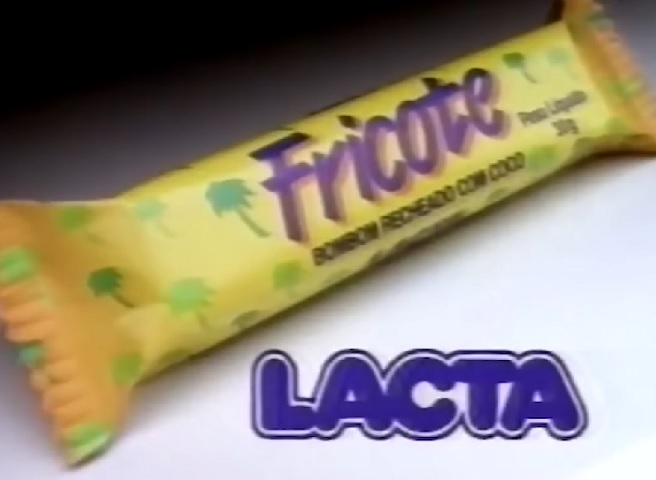 Fricote
Peso Líquido
30g
BOMBOM RECHEADO COM COCO
LACTA